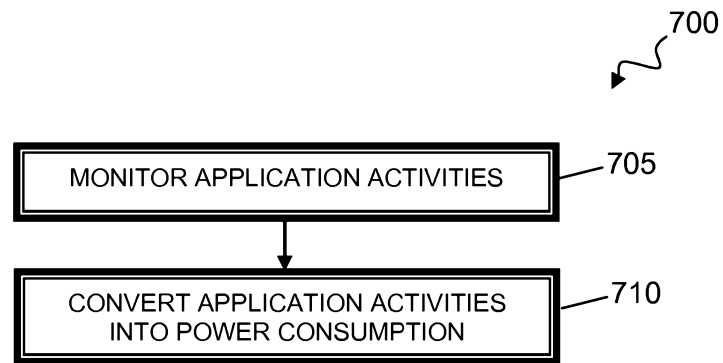 700
MONITOR APPLICATION ACTIVITIES
705
CONVERT APPLICATION ACTIVITIES
INTO POWER CONSUMPTION
710